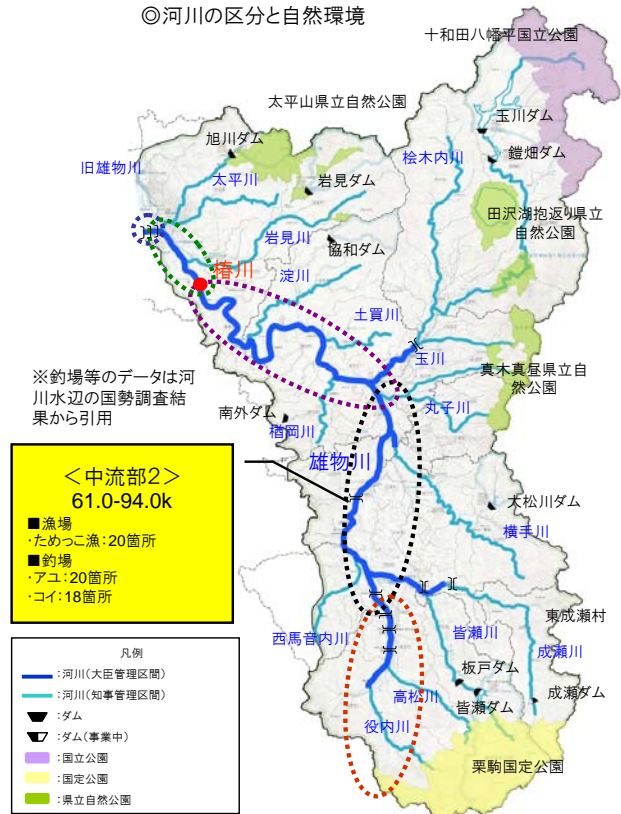 ◎河川の区分と自然環境
十和田八幡平国立公園
太平山県立自然公園
玉川ダム
旭川ダム
桧木内川
鎧畑ダム
旧雄物川
太平川
岩見ダム
田沢湖抱返り県立
自然公園
岩見川
協和ダム
椿川
淀川
土買川
玉川
真木真昼県立自
然公園
※釣場等のデータは河
川水辺の国勢調査結
果から引用
南外ダム
楢岡川
丸子川
雄物川
＜中流部2＞
61.0-94.0k
■漁場
・ためっこ漁：20箇所
■釣場
・アユ：20箇所
・コイ：18箇所
大松川ダム
横手川
西馬音内川
皆瀬川
東成瀬村
成瀬川
板戸ダム
高松川
皆瀬ダム
成瀬ダム
役内川
栗駒国定公園
凡例
：河川（大臣管理区間）
：河川（知事管理区間）
：ダム
：ダム（事業中）
：国立公園
：国定公園
：県立自然公園